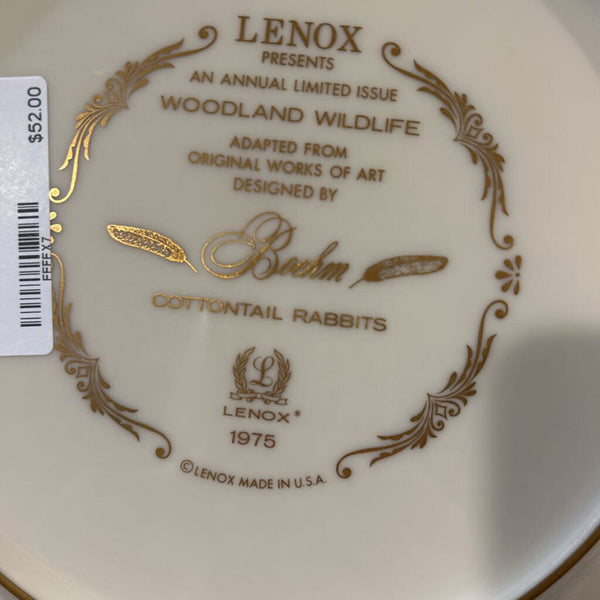 LENOX
PRESENTS
AN ANNUAL LIMITED ISSUE
WOODLAND WILDLIFE
ADAPTED FROM
ORIGINAL WORKS OF ART
DESIGNED BY
Boehm
COTTONTAIL RABBITS
L
LENOX®
1975
©LENOX MADE IN U.S.A.
$52.00
FFFFX7